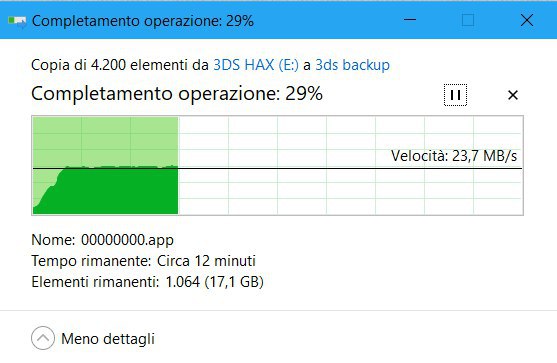 Completamento operazione: 29%
Copia di 4.200 elementi da 3DS HAX (E:) a 3ds backup
Completamento operazione: 29%
Velocità: 23,7 MB/s
Nome: 00000000.app
Tempo rimanente: Circa 12 minuti
Elementi rimanenti: 1.064 (17,1 GB)
Meno dettagli